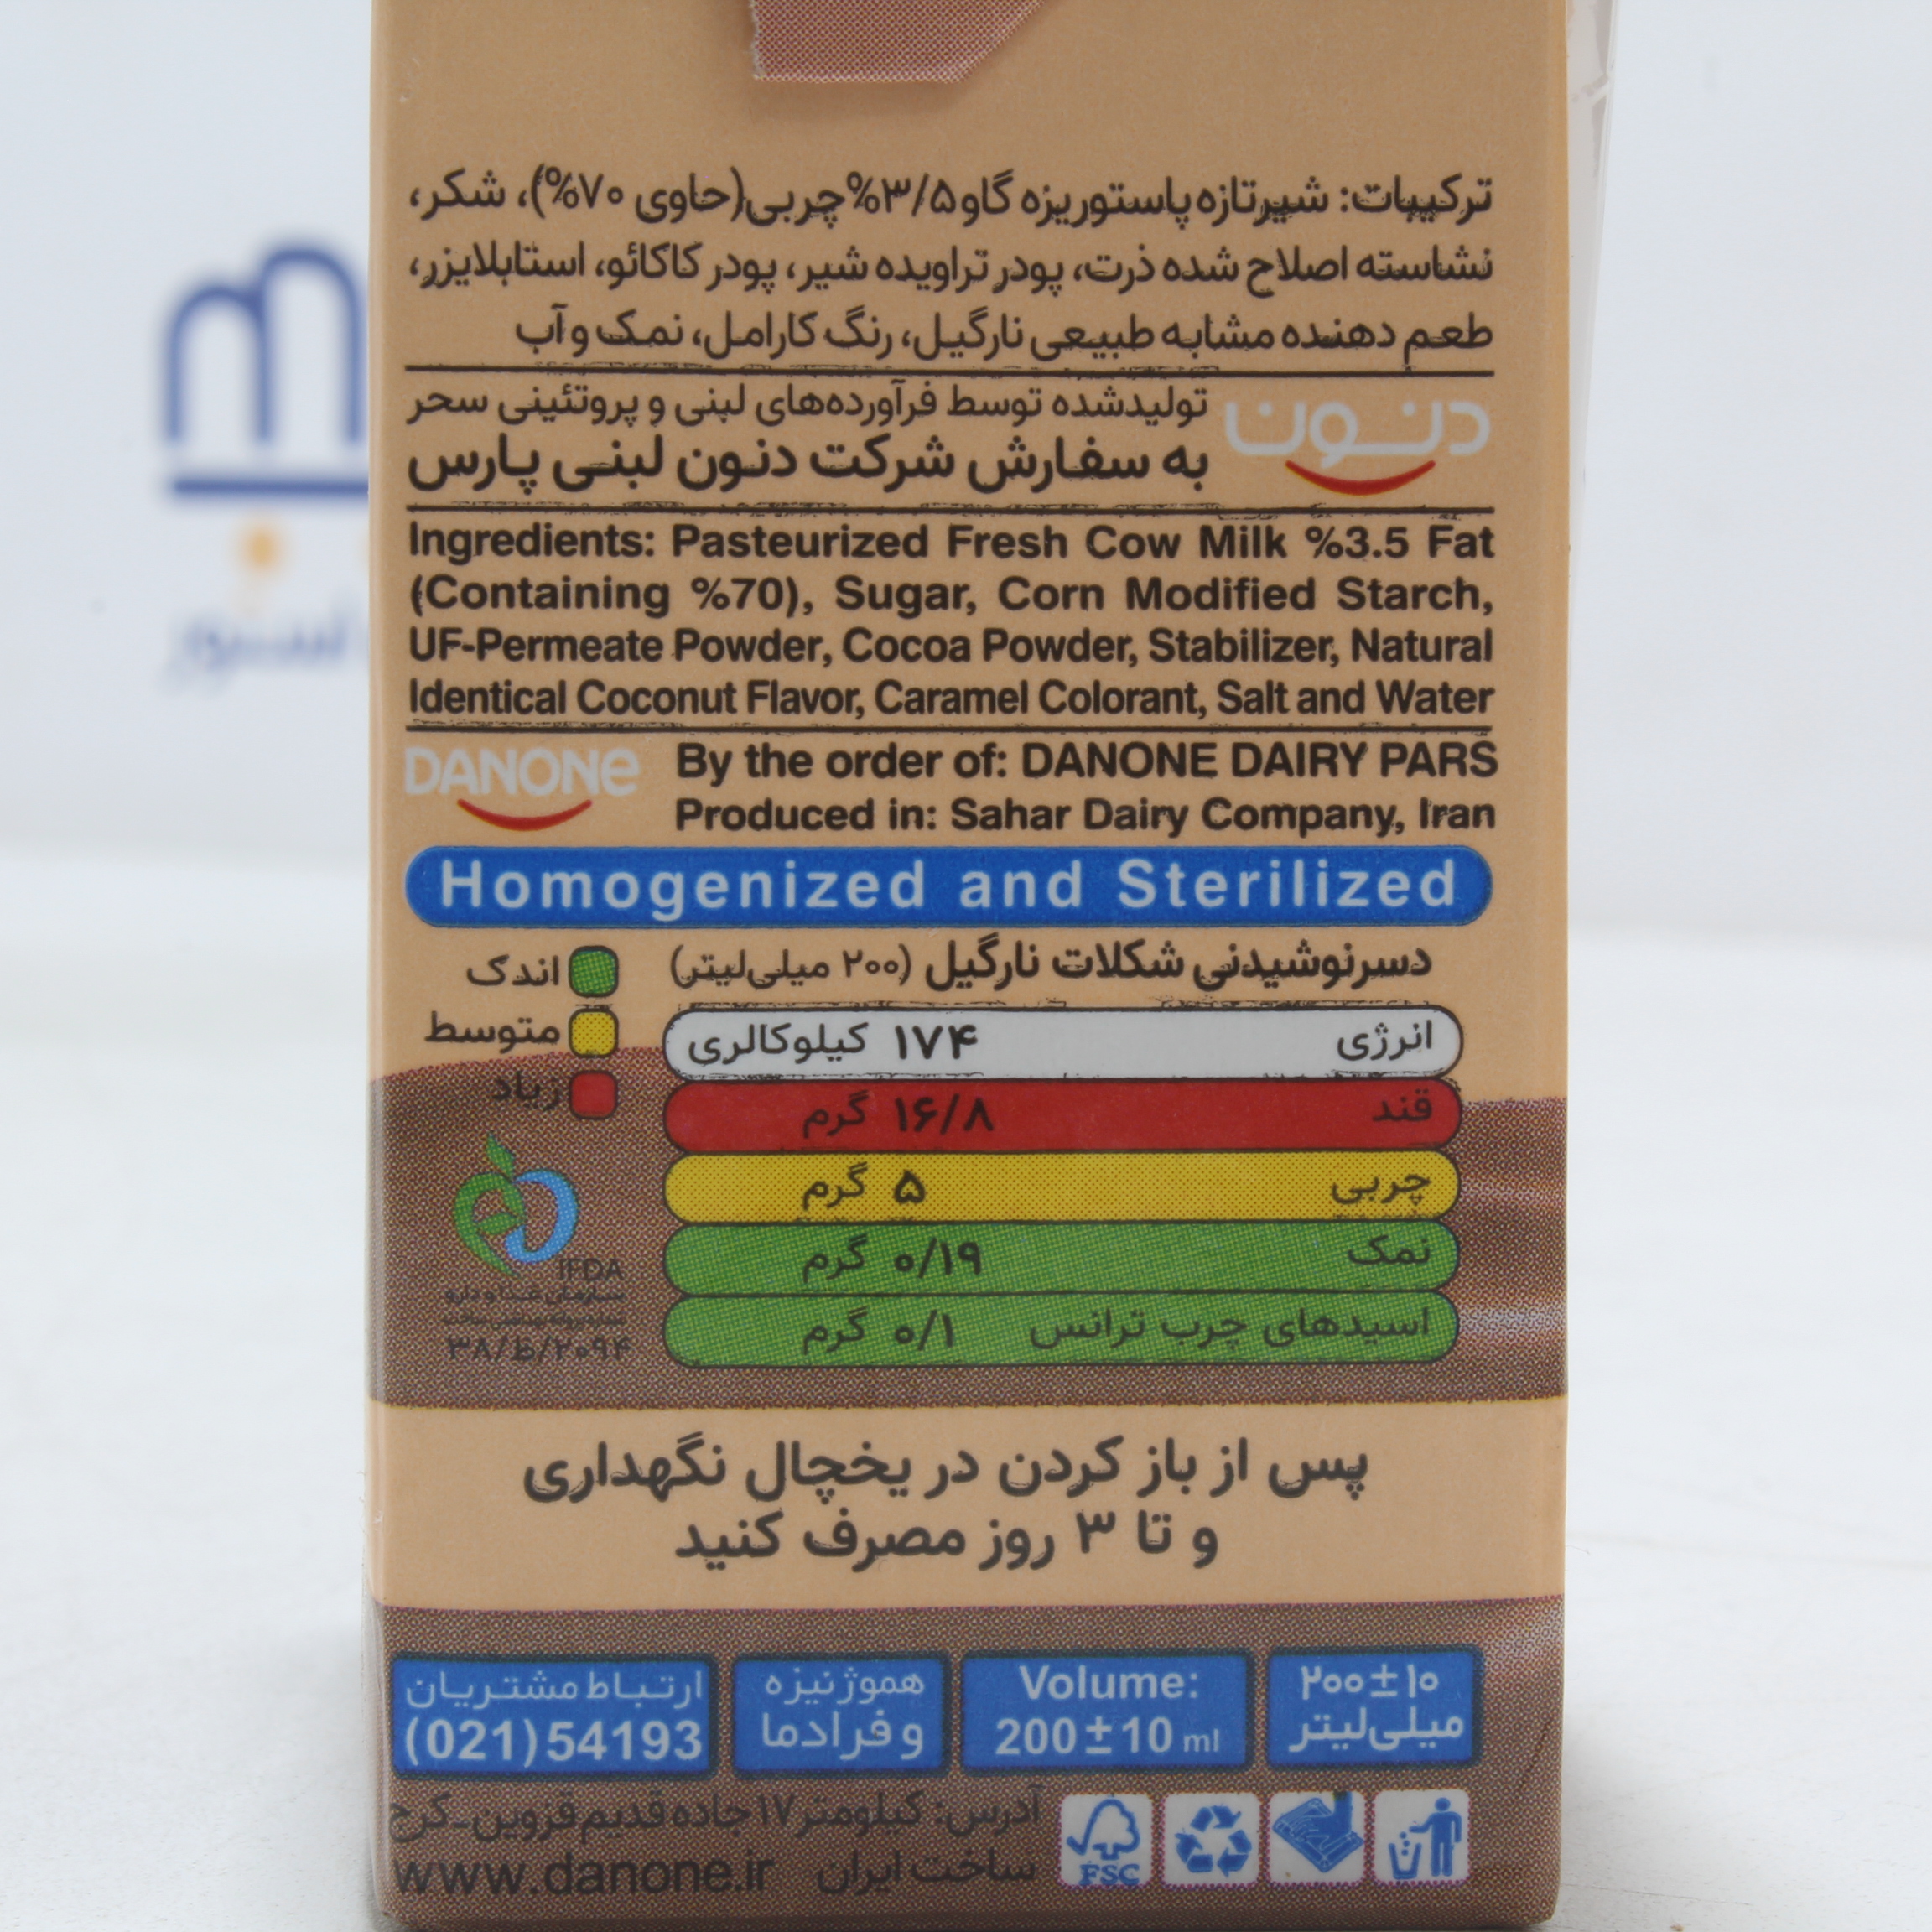 ترکیبات: شیرتازه پاستوریزه گاو ۳/۵%چربی(حاوی ۷۰%)، شکر،
نشاسته اصلاح شده ذرت، پودر تراویده شیر، پودر کاکائو، استابلایزر،
طعم دهنده مشابه طبیعی نارگیل، رنگ کارامل، نمک و آب
دنون
تولیدشده توسط فرآورده‌های لبنی و پروتئینی سحر
به سفارش شرکت دنون لبنی پارس
Ingredients: Pasteurized Fresh Cow Milk %3.5 Fat
(Containing %70), Sugar, Corn Modified Starch,
UF-Permeate Powder, Cocoa Powder, Stabilizer, Natural
Identical Coconut Flavor, Caramel Colorant, Salt and Water
DANONE
By the order of: DANONE DAIRY PARS
Produced in: Sahar Dairy Company, Iran
Homogenized and Sterilized
دسرنوشیدنی شکلات نارگیل (۲۰۰ میلی‌لیتر)
اندک
متوسط
زیاد
انرژی ۱۷۴ کیلوکالری
قند ۱۶/۸ گرم
چربی ۵ گرم
نمک ۰/۱۹ گرم
اسیدهای چرب ترانس ۰/۱ گرم
IFDA
سازمان غذا و دارو
۳۸/ظ/۲۰۹۴
پس از باز کردن در یخچال نگهداری
و تا ۳ روز مصرف کنید
۲۰۰±۱۰
میلی‌لیتر
Volume:
200±10 ml
هموژنیزه
و فرادما
ارتباط مشتریان
(021)54193
آدرس: کیلومتر ۱۷ جاده قدیم قزوین-کرج
ساخت ایران www.danone.ir
FSC